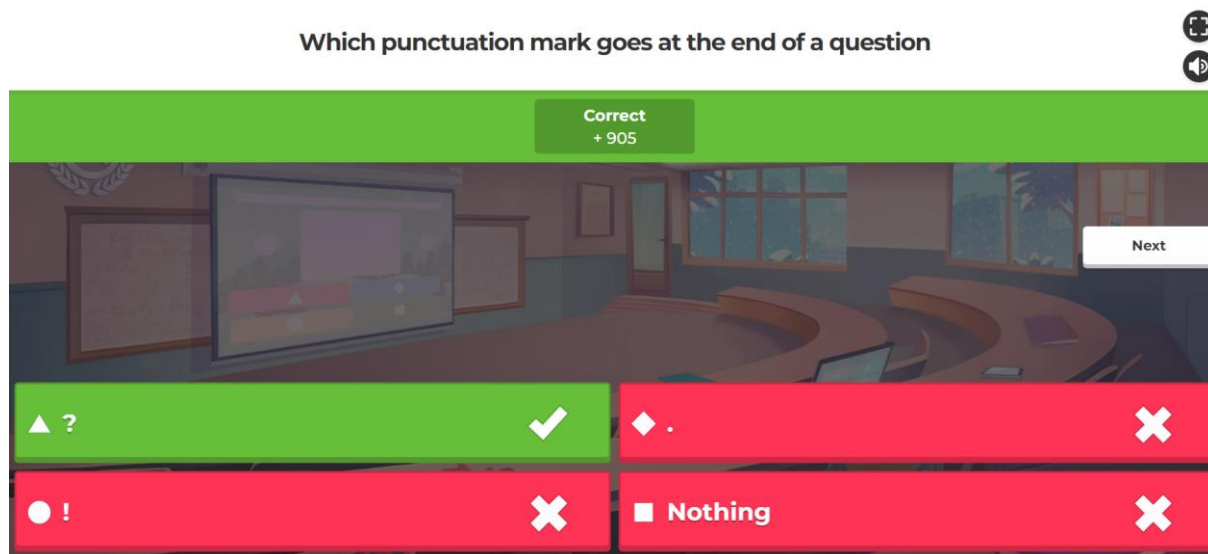 Which punctuation mark goes at the end of a question
Correct
+ 905
Next
?
.
!
Nothing